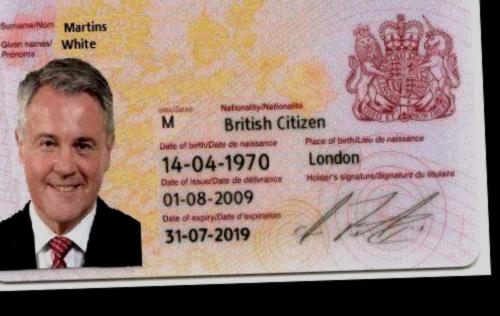 Surname/Nom Martins
Given names/ White
Prénoms
Sex/Sexe Nationality/Nationalité
M British Citizen
Date of birth/Date de naissance Place of birth/Lieu de naissance
14-04-1970 London
Date of issue/Date de délivrance Holder's signature/Signature du titulaire
01-08-2009
Date of expiry/Date d'expiration
31-07-2019